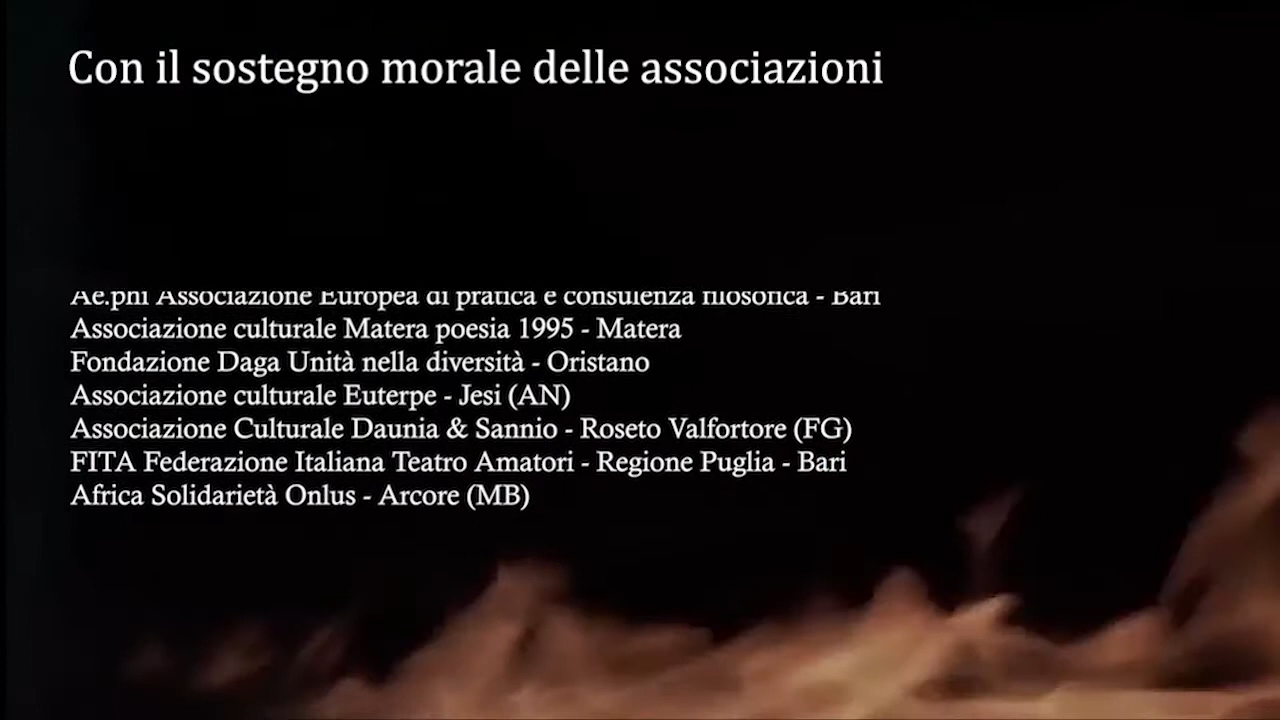 Con il sostegno morale delle associazioni
Ae.phi Associazione Europea di pratica e consulenza filosofica - Bari
Associazione culturale Matera poesia 1995 - Matera
Fondazione Daga Unità nella diversità - Oristano
Associazione culturale Euterpe - Jesi (AN)
Associazione Culturale Daunia & Sannio - Roseto Valfortore (FG)
FITA Federazione Italiana Teatro Amatori - Regione Puglia - Bari
Africa Solidarietà Onlus - Arcore (MB)